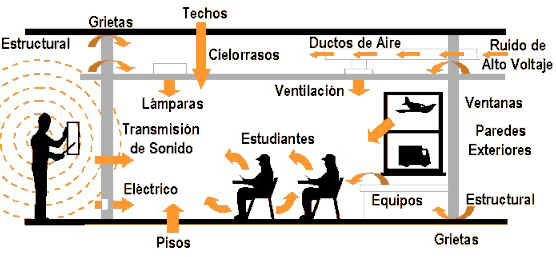 Techos
Grietas
Estructural
Cielorrasos
Ductos de Aire
Ruido de
Alto Voltaje
Lámparas
Ventilación
Ventanas
Transmisión
de Sonido
Estudiantes
Paredes
Exteriores
Eléctrico
Equipos
Estructural
Pisos
Grietas